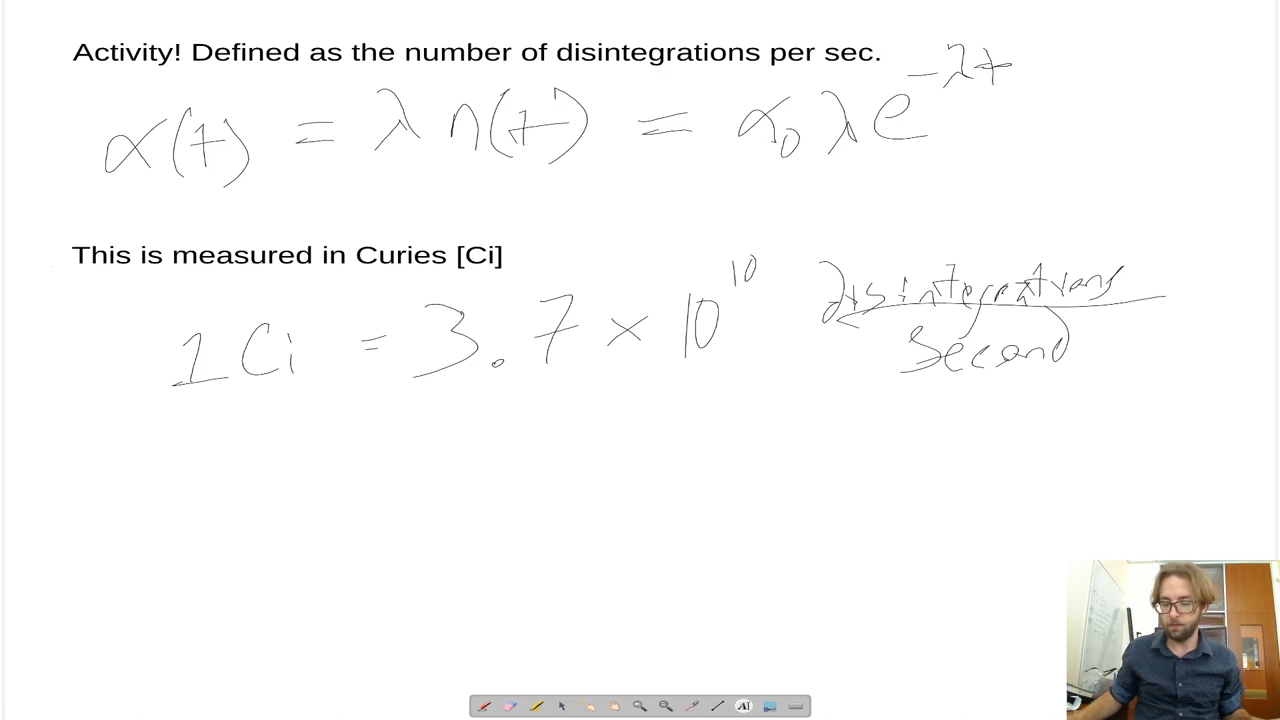 Activity! Defined as the number of disintegrations per sec.
α(t) = λ n(t) = α₀ λ e^{-λt}
This is measured in Curies [Ci]
1 Ci = 3.7 × 10^{10} disintegrations / second
AI